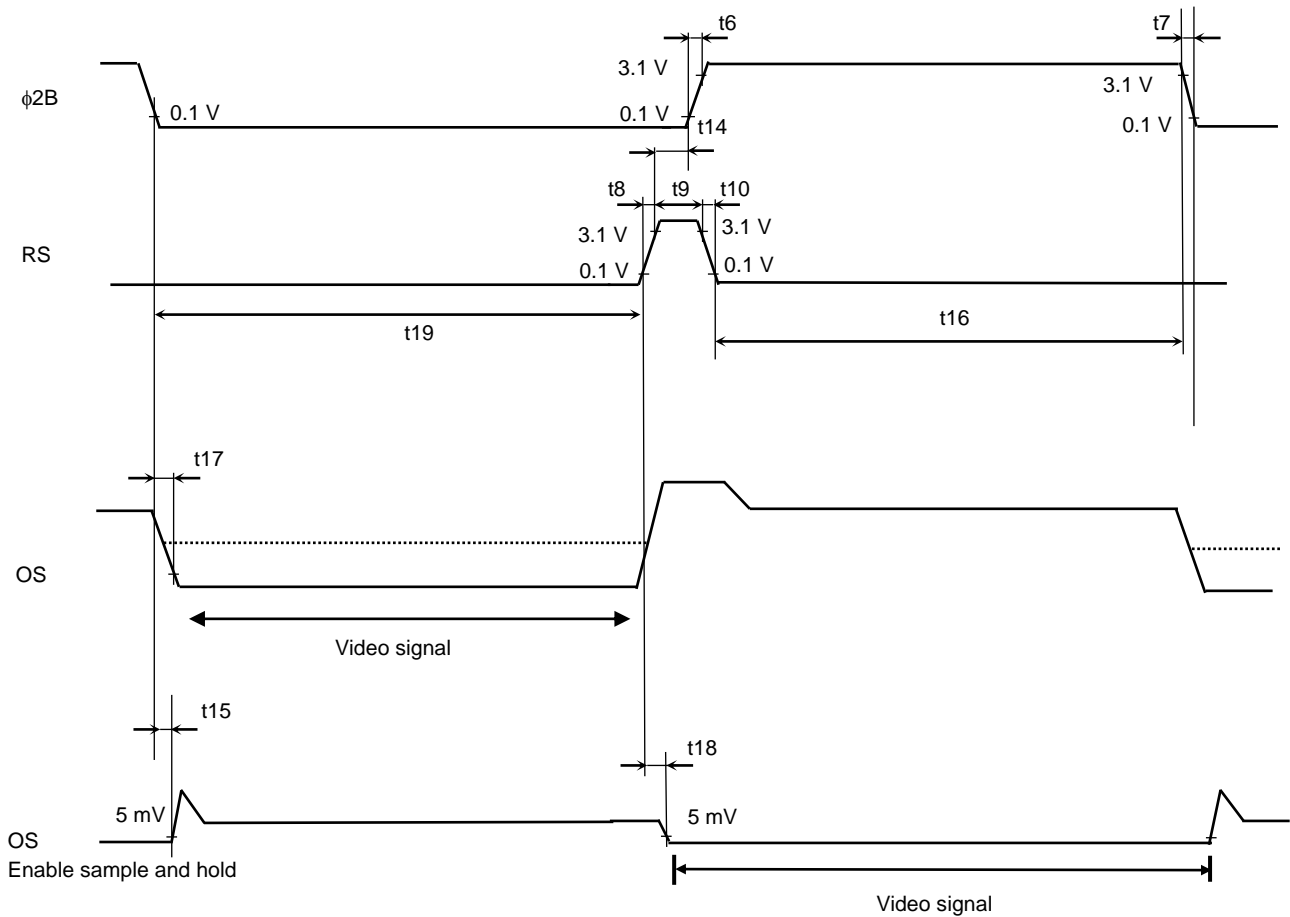 t6
t7
3.1 V
3.1 V
ϕ2B
0.1 V
0.1 V
0.1 V
t14
t8
t9
t10
3.1 V
3.1 V
RS
0.1 V
0.1 V
t19
t16
t17
OS
Video signal
t15
t18
5 mV
5 mV
OS
Enable sample and hold
Video signal